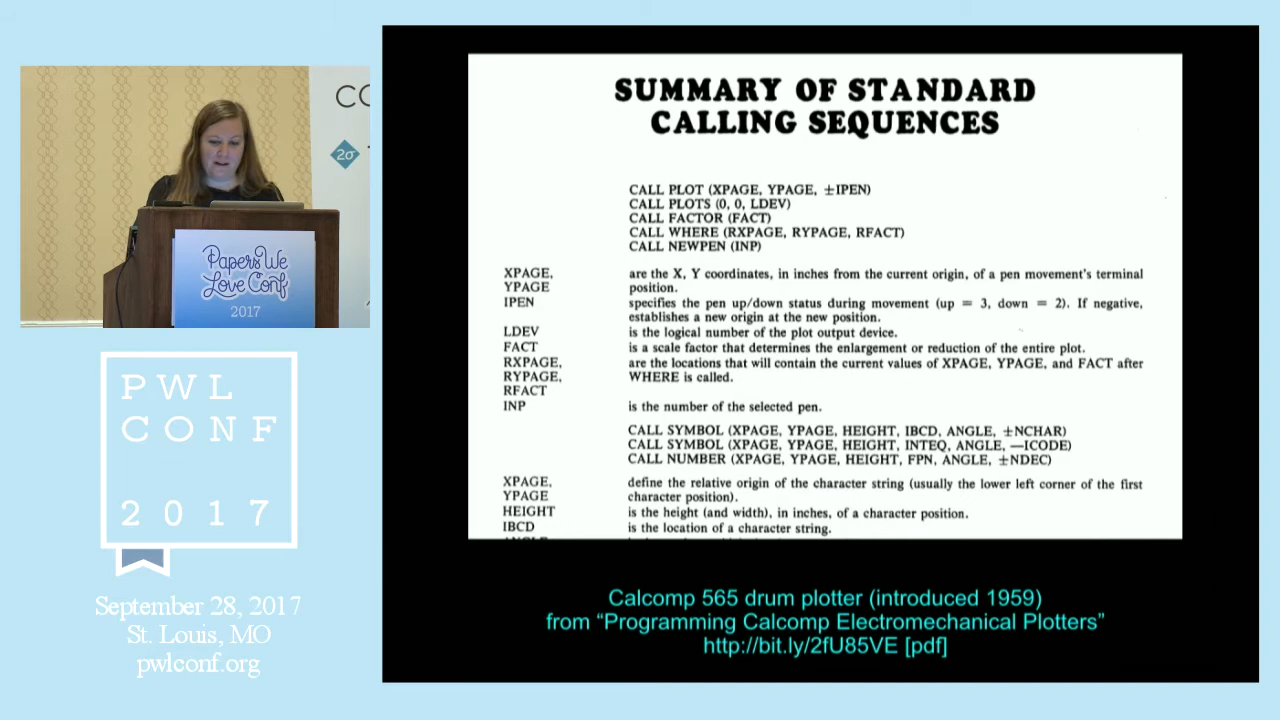 CO
2σ
Papers We
Love Conf
2017
PWL
CONF
2017
September 28, 2017
St. Louis, MO
pwlconf.org
SUMMARY OF STANDARD
CALLING SEQUENCES
CALL PLOT (XPAGE, YPAGE, ±IPEN)
CALL PLOTS (0, 0, LDEV)
CALL FACTOR (FACT)
CALL WHERE (RXPAGE, RYPAGE, RFACT)
CALL NEWPEN (INP)
XPAGE, are the X, Y coordinates, in inches from the current origin, of a pen movement's terminal
YPAGE position.
IPEN specifies the pen up/down status during movement (up = 3, down = 2). If negative,
establishes a new origin at the new position.
LDEV is the logical number of the plot output device.
FACT is a scale factor that determines the enlargement or reduction of the entire plot.
RXPAGE, are the locations that will contain the current values of XPAGE, YPAGE, and FACT after
RYPAGE, WHERE is called.
RFACT
INP is the number of the selected pen.
CALL SYMBOL (XPAGE, YPAGE, HEIGHT, IBCD, ANGLE, ±NCHAR)
CALL SYMBOL (XPAGE, YPAGE, HEIGHT, INTEQ, ANGLE, —ICODE)
CALL NUMBER (XPAGE, YPAGE, HEIGHT, FPN, ANGLE, ±NDEC)
XPAGE, define the relative origin of the character string (usually the lower left corner of the first
YPAGE character position).
HEIGHT is the height (and width), in inches, of a character position.
IBCD is the location of a character string.
Calcomp 565 drum plotter (introduced 1959)
from “Programming Calcomp Electromechanical Plotters”
http://bit.ly/2fU85VE [pdf]